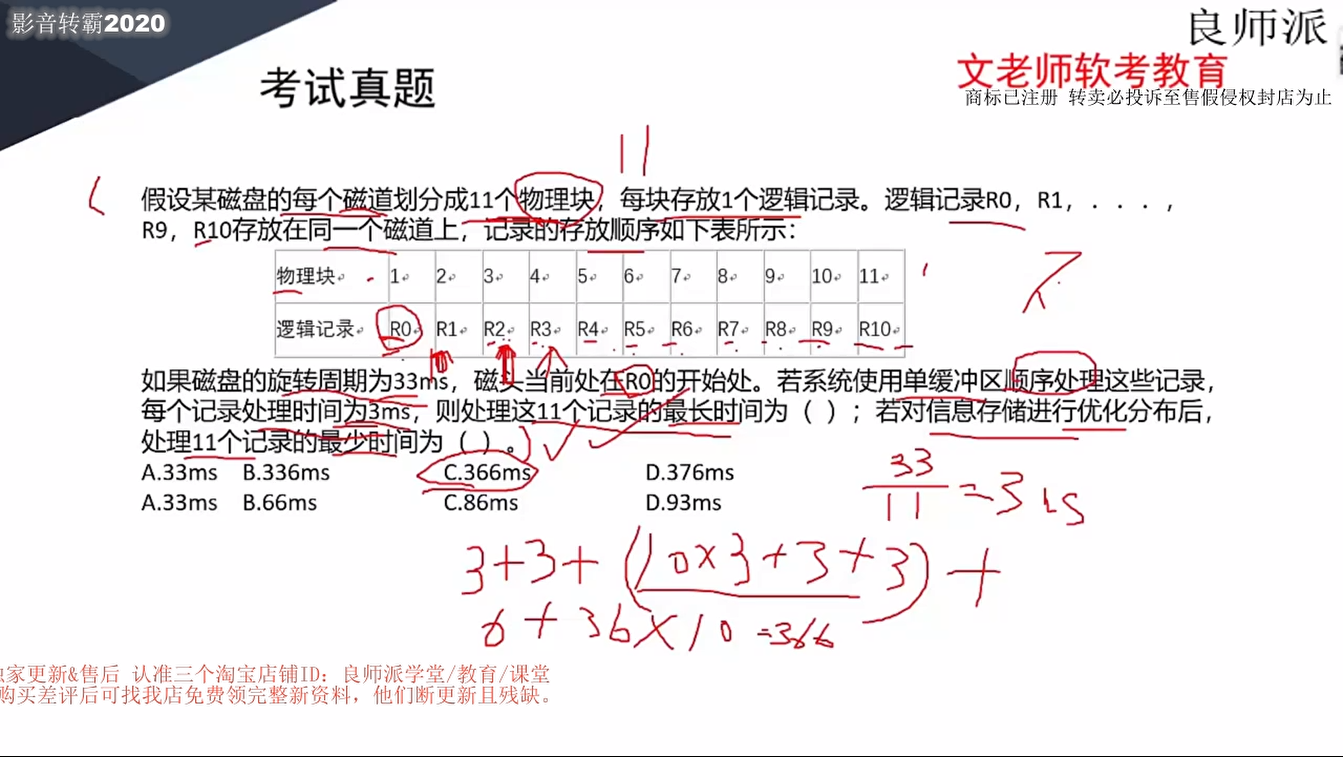 影音转霸2020
良师派
文老师软考教育
商标已注册 转卖必投诉至售假侵权封店为止
考试真题
11
假设某磁盘的每个磁道划分成11个物理块，每块存放1个逻辑记录。逻辑记录R0，R1，．．．，
R9，R10存放在同一个磁道上，记录的存放顺序如下表所示：
物理块 1 2 3 4 5 6 7 8 9 10 11
逻辑记录 R0 R1 R2 R3 R4 R5 R6 R7 R8 R9 R10
如果磁盘的旋转周期为33ms，磁头当前处在R0的开始处。若系统使用单缓冲区顺序处理这些记录，
每个记录处理时间为3ms，则处理这11个记录的最长时间为（ ）；若对信息存储进行优化分布后，
处理11个记录的最少时间为（ ）。
A.33ms B.336ms C.366ms D.376ms
A.33ms B.66ms C.86ms D.93ms
33/11=3
3+3+(10×3+3+3)+
6+36×10=366
家更新&售后 认准三个淘宝店铺ID：良师派学堂/教育/课堂
购买差评后可找我店免费领完整新资料，他们断更新且残缺。